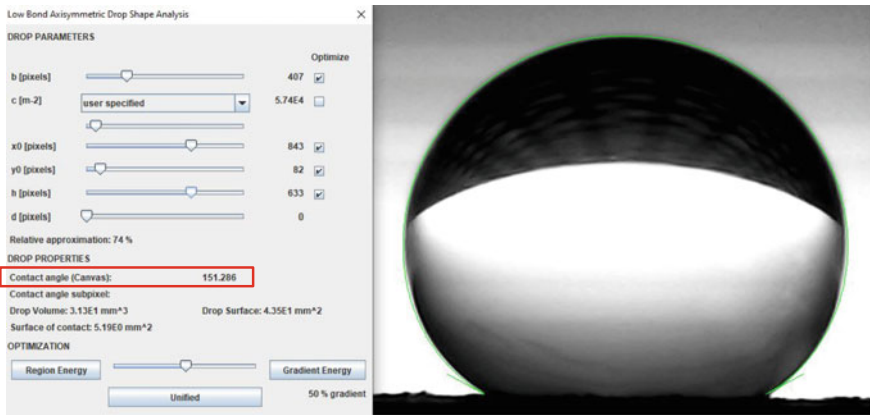 Low Bond Axisymmetric Drop Shape Analysis
DROP PARAMETERS
Optimize
b [pixels] 407
c [m-2] user specified 5.74E4
x0 [pixels] 843
y0 [pixels] 82
h [pixels] 633
d [pixels] 0
Relative approximation: 74 %
DROP PROPERTIES
Contact angle (Canvas): 151.286
Contact angle subpixel:
Drop Volume: 3.13E1 mm^3 Drop Surface: 4.35E1 mm^2
Surface of contact: 5.19E0 mm^2
OPTIMIZATION
Region Energy Gradient Energy
Unified 50 % gradient